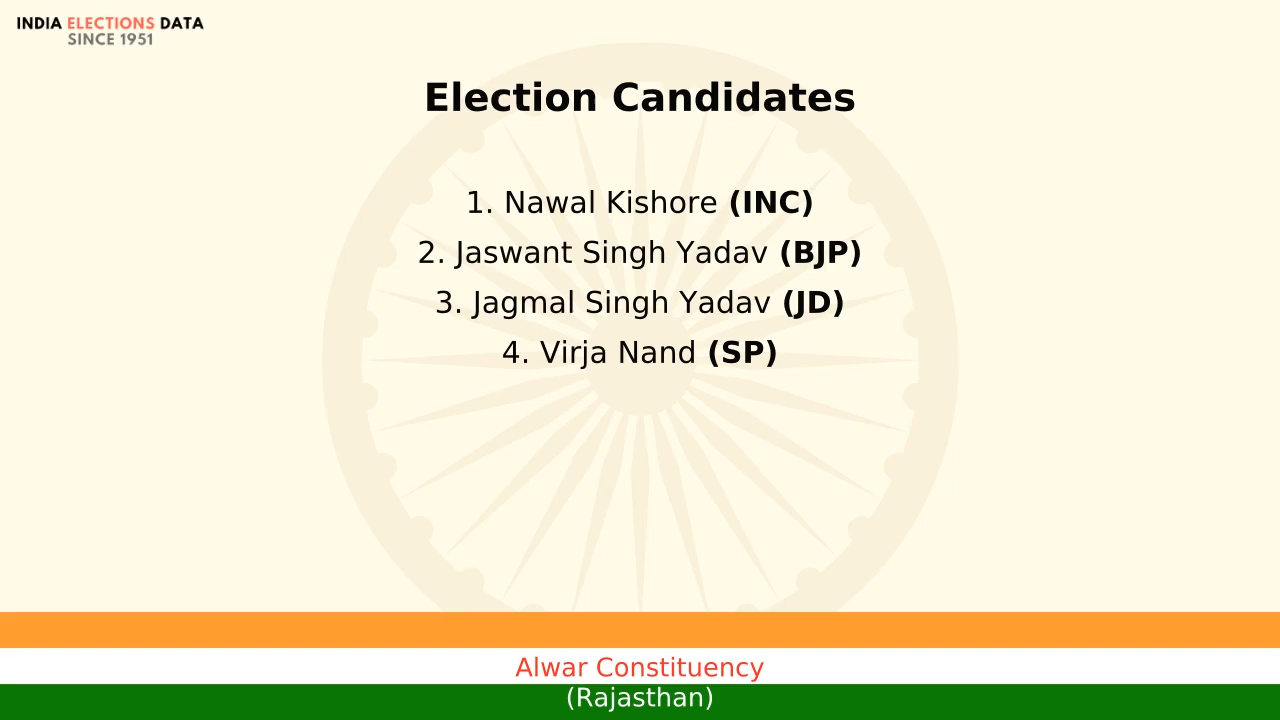 INDIA ELECTIONS DATA
SINCE 1951
Election Candidates
1. Nawal Kishore (INC)
2. Jaswant Singh Yadav (BJP)
3. Jagmal Singh Yadav (JD)
4. Virja Nand (SP)
Alwar Constituency
(Rajasthan)